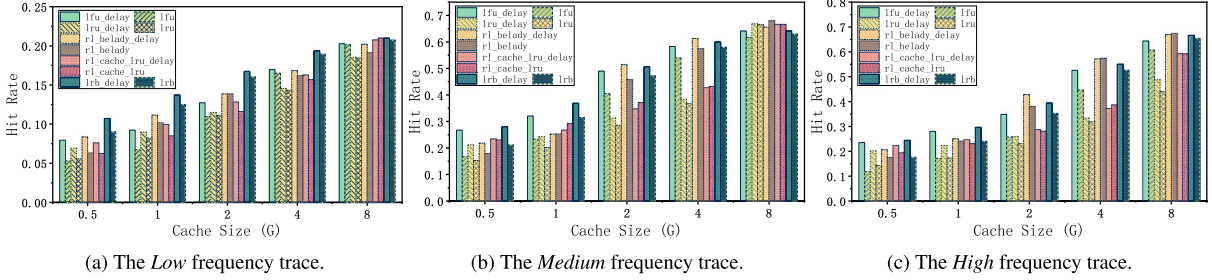 Hit Rate
0.25
0.20
0.15
0.10
0.05
0.00
lfu_delay lfu
lru_delay lru
rl_belady_delay
rl_belady
rl_cache_lru_delay
rl_cache_lru
lrb_delay lrb
0.5 1 2 4 8
Cache Size (G)
(a) The Low frequency trace.
Hit Rate
0.7
0.6
0.5
0.4
0.3
0.2
0.1
0.0
lfu_delay lfu
lru_delay lru
rl_belady_delay
rl_belady
rl_cache_lru_delay
rl_cache_lru
lrb_delay lrb
0.5 1 2 4 8
Cache Size (G)
(b) The Medium frequency trace.
Hit Rate
0.8
0.7
0.6
0.5
0.4
0.3
0.2
0.1
0.0
lfu_delay lfu
lru_delay lru
rl_belady_delay
rl_belady
rl_cache_lru_delay
rl_cache_lru
lrb_delay lrb
0.5 1 2 4 8
Cache Size (G)
(c) The High frequency trace.